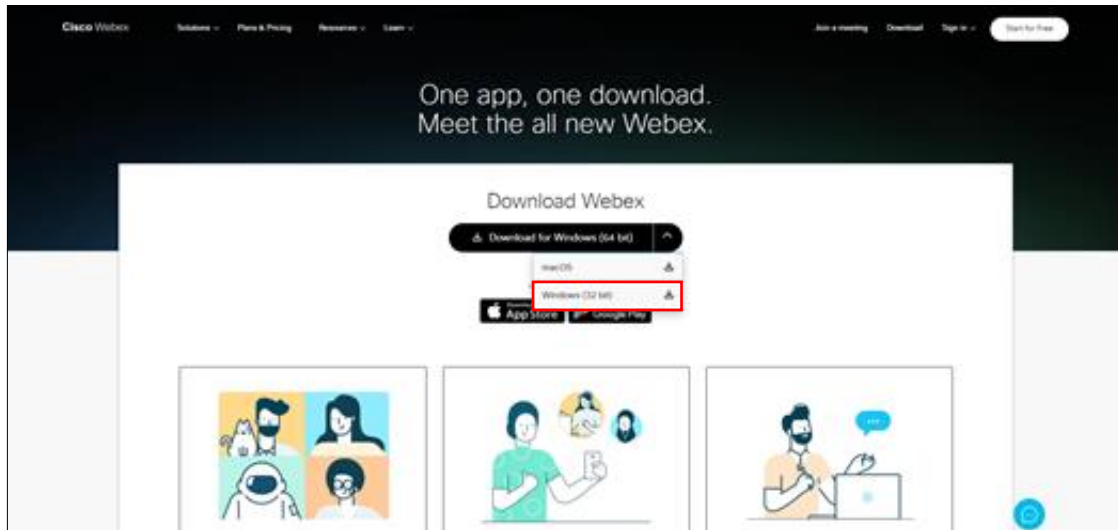 Cisco Webex
Solutions
Plans & Pricing
Resources
Learn
Join a meeting
Download
Sign in
Start for Free
One app, one download.
Meet the all new Webex.
Download Webex
Download for Windows (64 bit)
macOS
Windows (32 bit)
App Store
Google Play